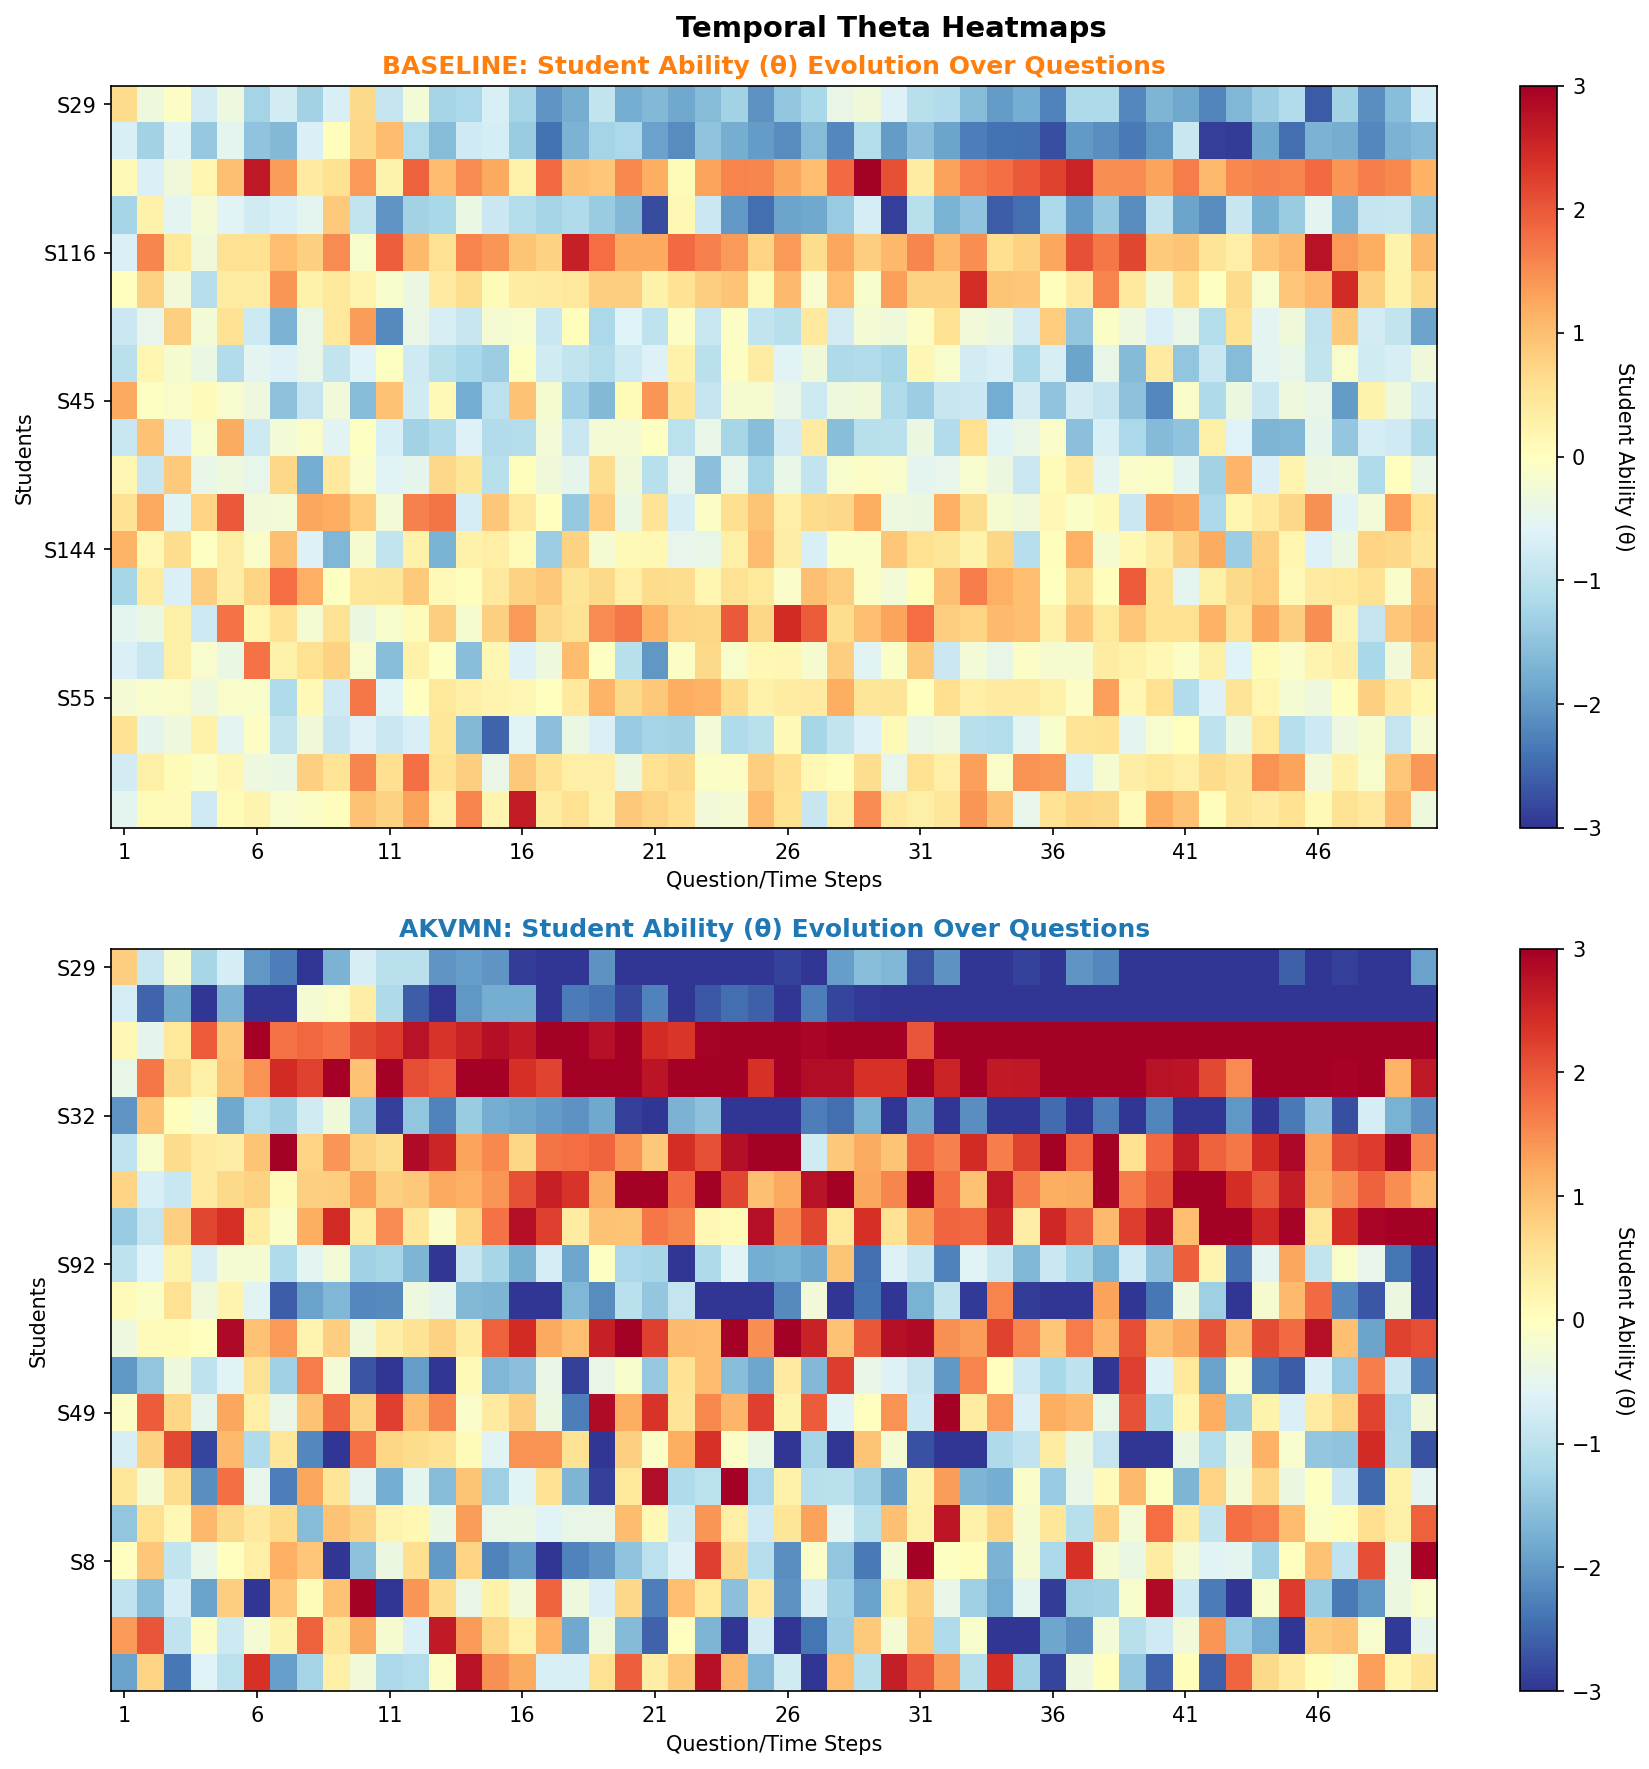 Temporal Theta Heatmaps
BASELINE: Student Ability (θ) Evolution Over Questions
S29
S116
S45
S144
S55
Students
1 6 11 16 21 26 31 36 41 46
Question/Time Steps
3
2
1
0
−1
−2
−3
Student Ability (θ)
AKVMN: Student Ability (θ) Evolution Over Questions
S29
S32
S92
S49
S8
Students
1 6 11 16 21 26 31 36 41 46
Question/Time Steps
3
2
1
0
−1
−2
−3
Student Ability (θ)